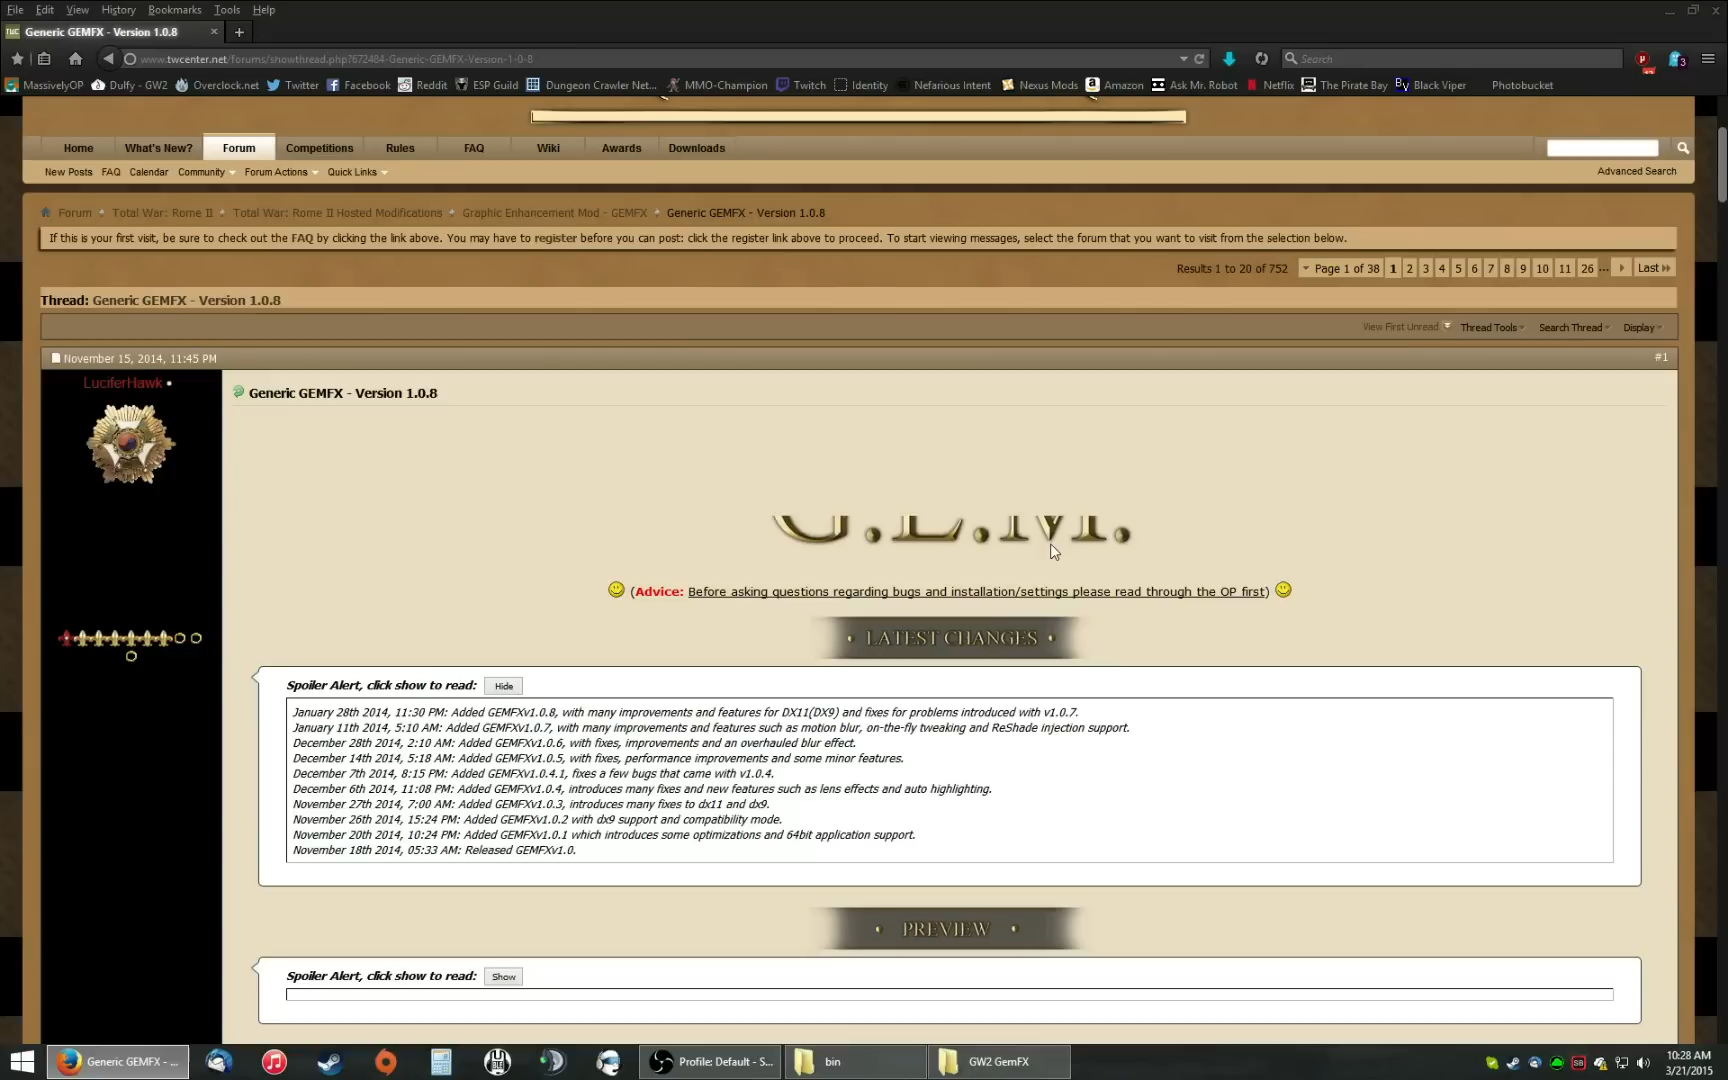 File Edit View History Bookmarks Tools Help
TWC Generic GEMFX - Version 1.0.8 × +
www.twcenter.net/forums/showthread.php?672484-Generic-GEMFX-Version-1-0-8 Search 3
MassivelyOP Dulfy - GW2 Overclock.net Twitter Facebook Reddit ESP Guild Dungeon Crawler Net... MMO-Champion Twitch Identity Nefarious Intent Nexus Mods Amazon Ask Mr. Robot Netflix The Pirate Bay Black Viper Photobucket
Home What's New? Forum Competitions Rules FAQ Wiki Awards Downloads
New Posts FAQ Calendar Community Forum Actions Quick Links Advanced Search
Forum Total War: Rome II Total War: Rome II Hosted Modifications Graphic Enhancement Mod - GEMFX Generic GEMFX - Version 1.0.8
If this is your first visit, be sure to check out the FAQ by clicking the link above. You may have to register before you can post: click the register link above to proceed. To start viewing messages, select the forum that you want to visit from the selection below.
Results 1 to 20 of 752 Page 1 of 38 1 2 3 4 5 6 7 8 9 10 11 26 ... Last
Thread: Generic GEMFX - Version 1.0.8
View First Unread Thread Tools Search Thread Display
November 15, 2014, 11:45 PM #1
LuciferHawk
Generic GEMFX - Version 1.0.8
G.E.M.
(Advice: Before asking questions regarding bugs and installation/settings please read through the OP first)
· LATEST CHANGES ·
Spoiler Alert, click show to read: Hide
January 28th 2014, 11:30 PM: Added GEMFXv1.0.8, with many improvements and features for DX11(DX9) and fixes for problems introduced with v1.0.7.
January 11th 2014, 5:10 AM: Added GEMFXv1.0.7, with many improvements and features such as motion blur, on-the-fly tweaking and ReShade injection support.
December 28th 2014, 2:10 AM: Added GEMFXv1.0.6, with fixes, improvements and an overhauled blur effect.
December 14th 2014, 5:18 AM: Added GEMFXv1.0.5, with fixes, performance improvements and some minor features.
December 7th 2014, 8:15 PM: Added GEMFXv1.0.4.1, fixes a few bugs that came with v1.0.4.
December 6th 2014, 11:08 PM: Added GEMFXv1.0.4, introduces many fixes and new features such as lens effects and auto highlighting.
November 27th 2014, 7:00 AM: Added GEMFXv1.0.3, introduces many fixes to dx11 and dx9.
November 26th 2014, 15:24 PM: Added GEMFXv1.0.2 with dx9 support and compatibility mode.
November 20th 2014, 10:24 PM: Added GEMFXv1.0.1 which introduces some optimizations and 64bit application support.
November 18th 2014, 05:33 AM: Released GEMFXv1.0.
· PREVIEW ·
Spoiler Alert, click show to read: Show
Generic GEMFX - ... Profile: Default - S... bin GW2 GemFX 10:28 AM
3/21/2015